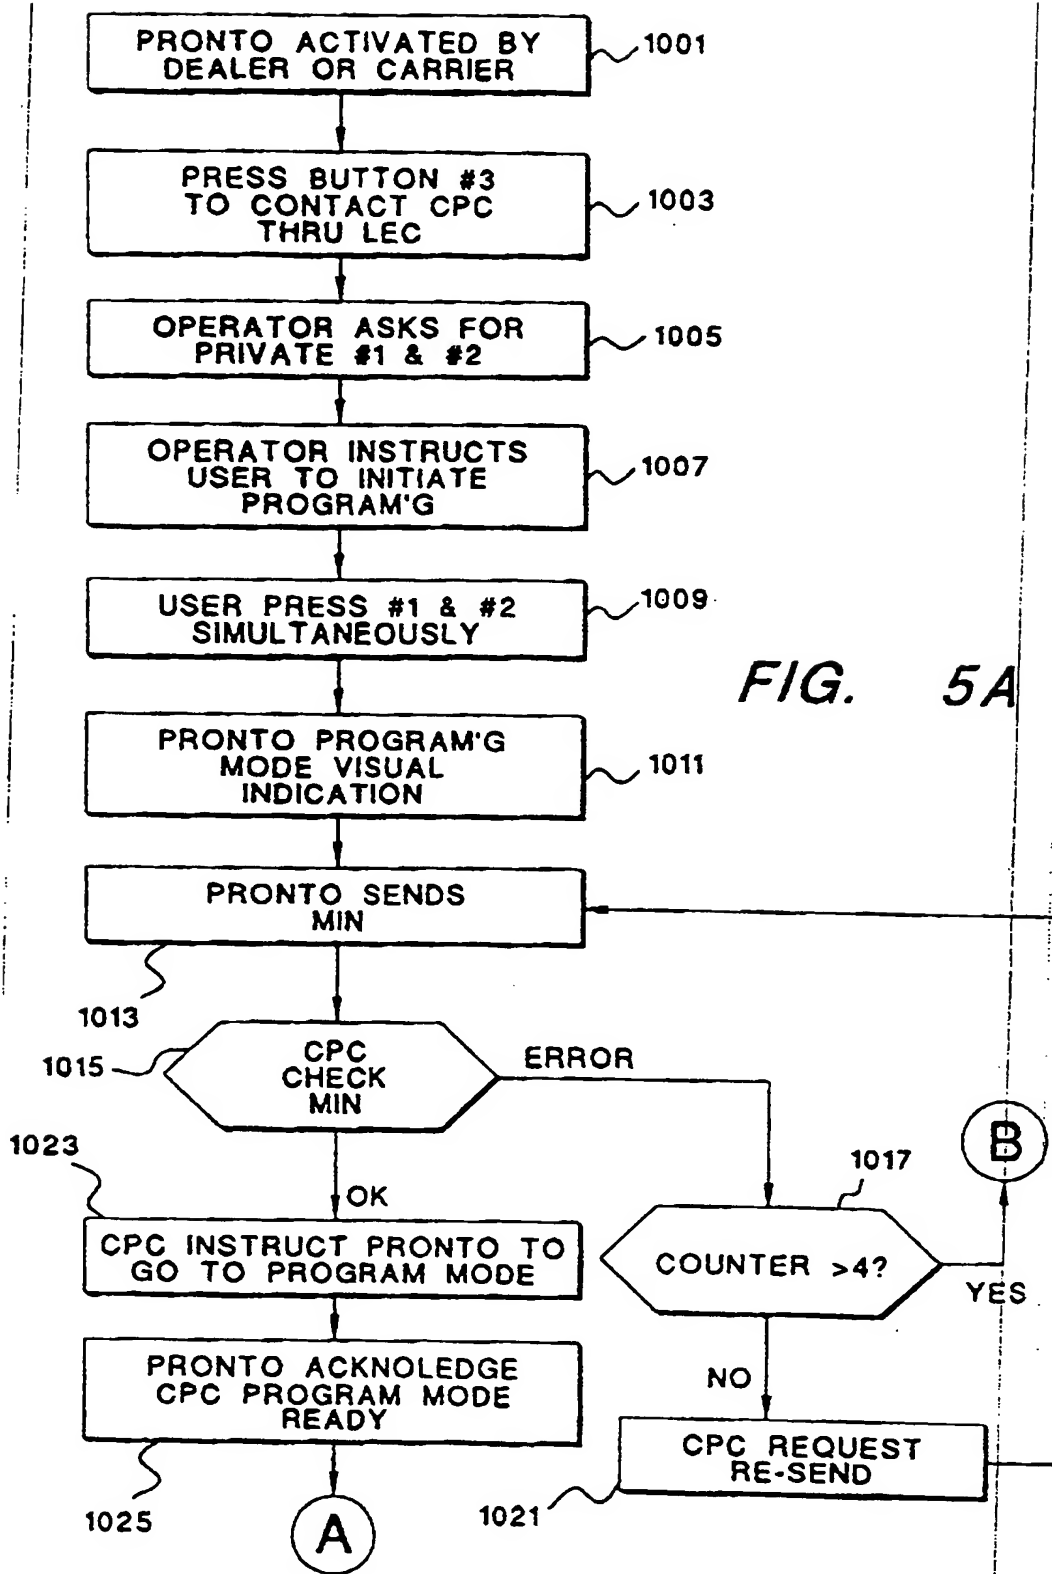 PRONTO ACTIVATED BY
DEALER OR CARRIER
1001
PRESS BUTTON #3
TO CONTACT CPC
THRU LEC
1003
OPERATOR ASKS FOR
PRIVATE #1 & #2
1005
OPERATOR INSTRUCTS
USER TO INITIATE
PROGRAM'G
1007
USER PRESS #1 & #2
SIMULTANEOUSLY
1009
FIG. 5A
PRONTO PROGRAM'G
MODE VISUAL
INDICATION
1011
PRONTO SENDS
MIN
1013
1015
CPC
CHECK
MIN
ERROR
B
1023
OK
1017
CPC INSTRUCT PRONTO TO
GO TO PROGRAM MODE
COUNTER >4?
YES
NO
PRONTO ACKNOLEDGE
CPC PROGRAM MODE
READY
CPC REQUEST
RE-SEND
1025
1021
A